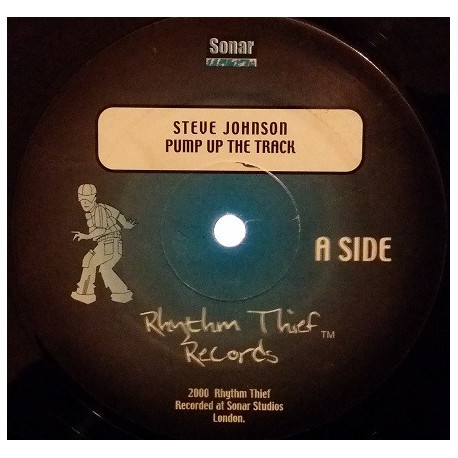 Sonar
STEVE JOHNSON
PUMP UP THE TRACK
A SIDE
Rhythm Thief TM
Records
2000 Rhythm Thief
Recorded at Sonar Studios
London.